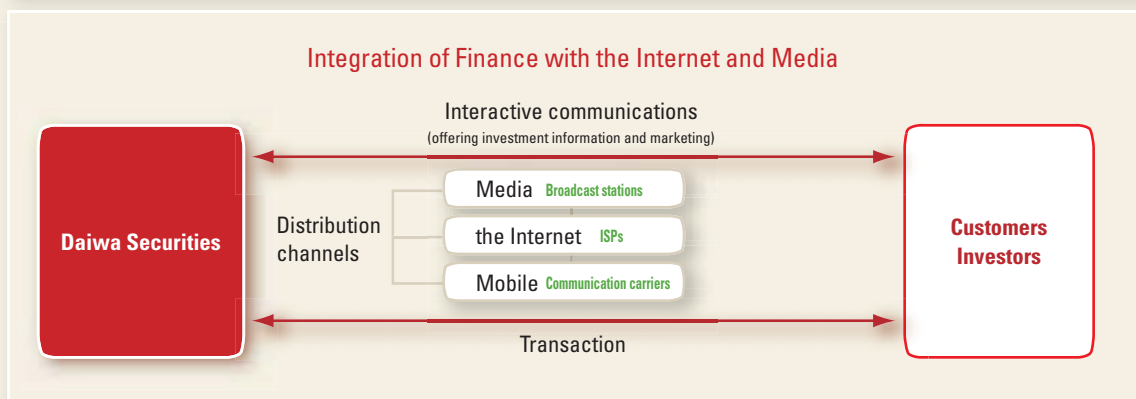 Integration of Finance with the Internet and Media
Interactive communications
(offering investment information and marketing)
Daiwa Securities
Distribution
channels
Media Broadcast stations
the Internet ISPs
Mobile Communication carriers
Customers
Investors
Transaction